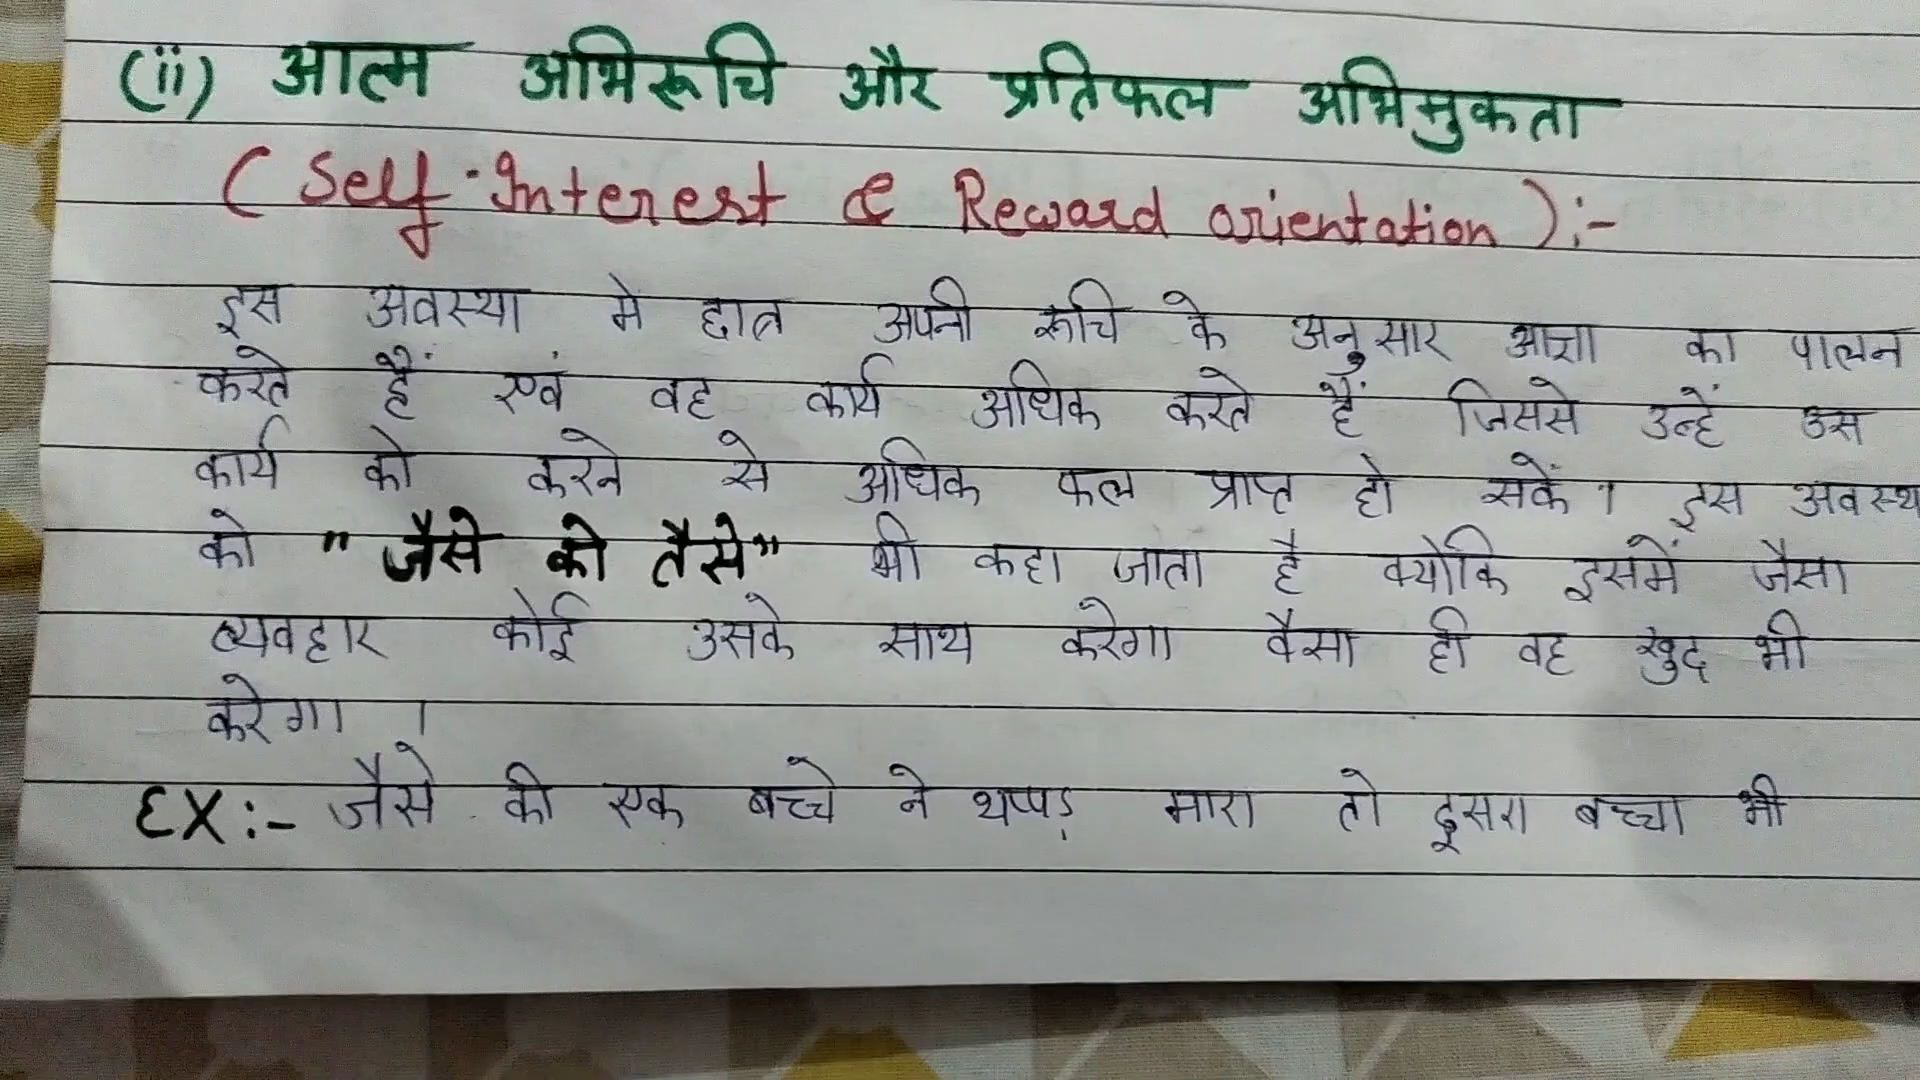 (ii) आत्म अभिरूचि और प्रतिफल अभिमुकता
( Self-Interest & Reward orientation ):-
इस अवस्था मे छात्र अपनी रूचि के अनुसार आज्ञा का पालन
करते हैं एवं वह कार्य अधिक करते हैं जिससे उन्हें उस
कार्य को करने से अधिक फल प्राप्त हो सकें। इस अवस्थ
को "जैसे को तैसे" भी कहा जाता है क्योकि इसमें जैसा
व्यवहार कोई उसके साथ करेगा वैसा ही वह खुद भी
करेगा ।
EX:- जैसे की एक बच्चे ने थप्पड़ मारा तो दूसरा बच्चा भी